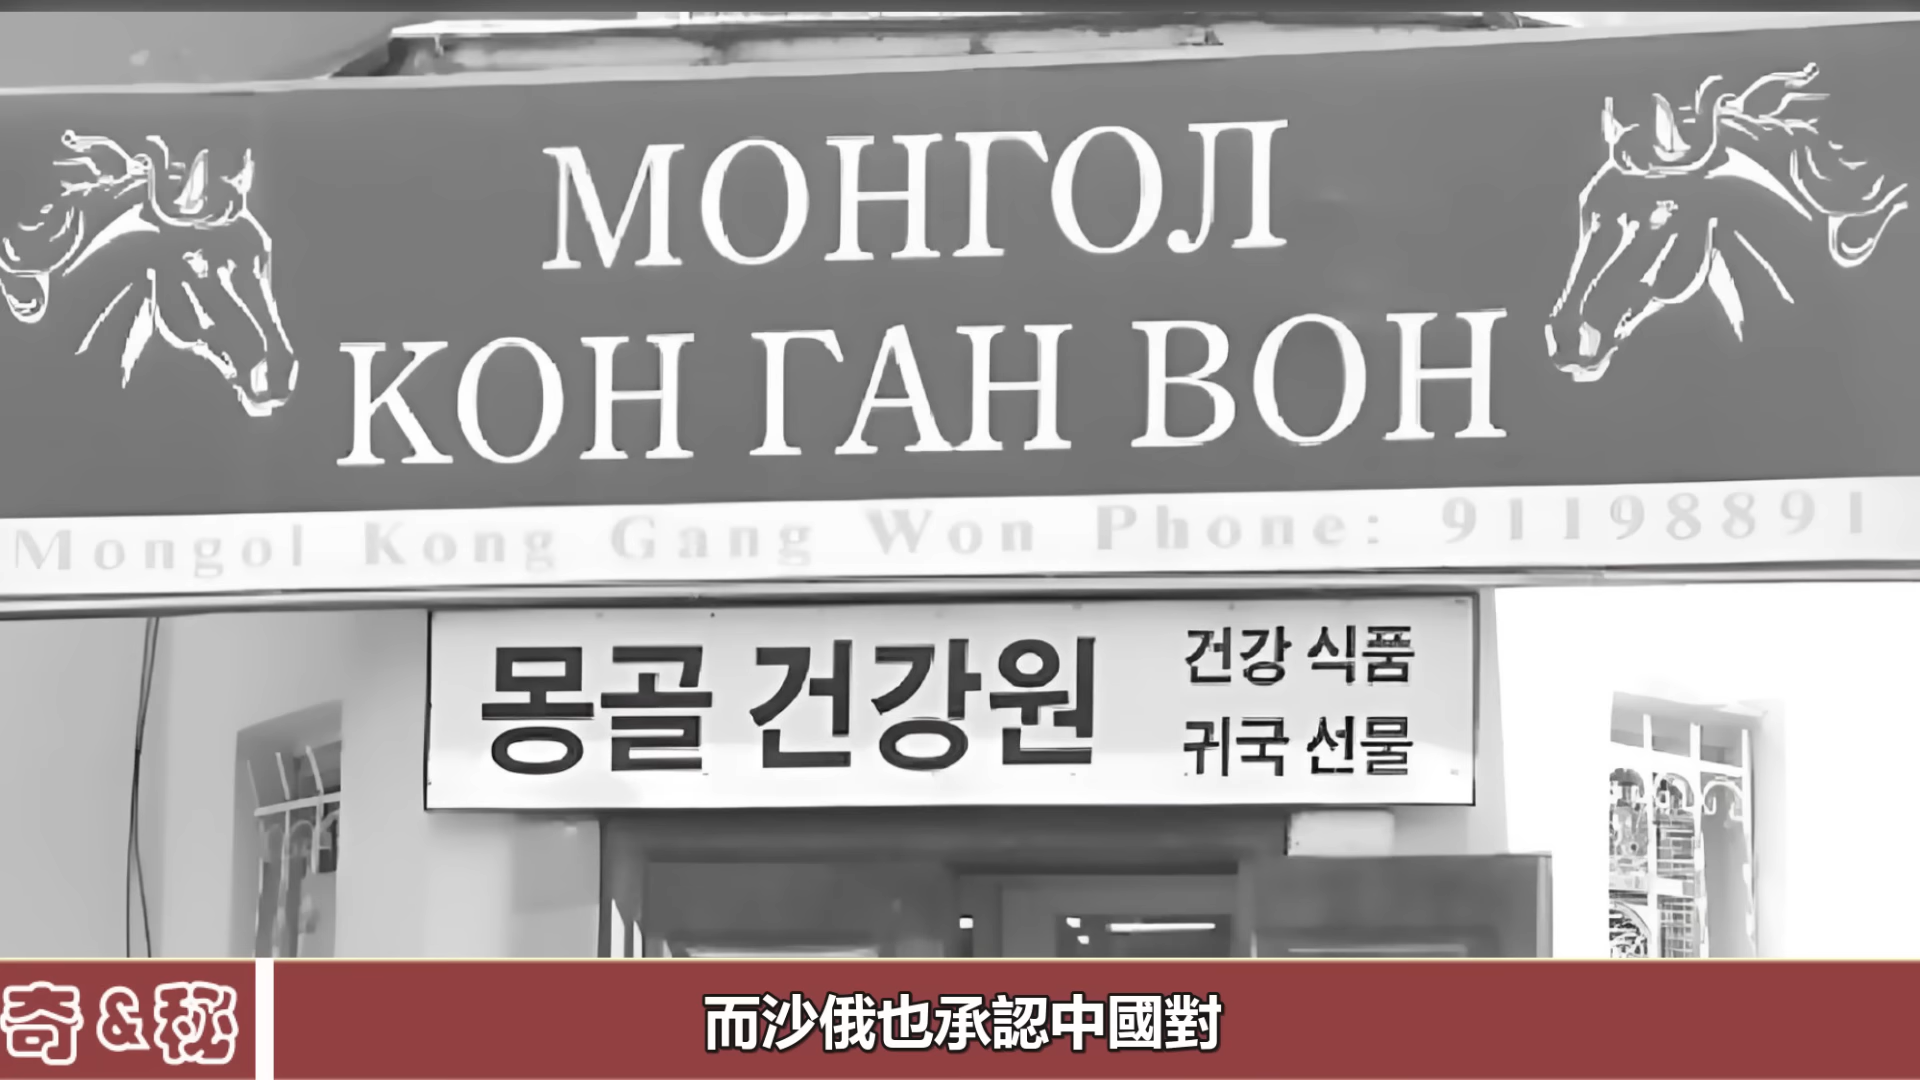 МОНГОЛ
КОН ГАН ВОН
Mongol Kong Gang Won Phone: 91198891
몽골 건강원
건강 식품
귀국 선물
奇&秘
而沙俄也承認中國對